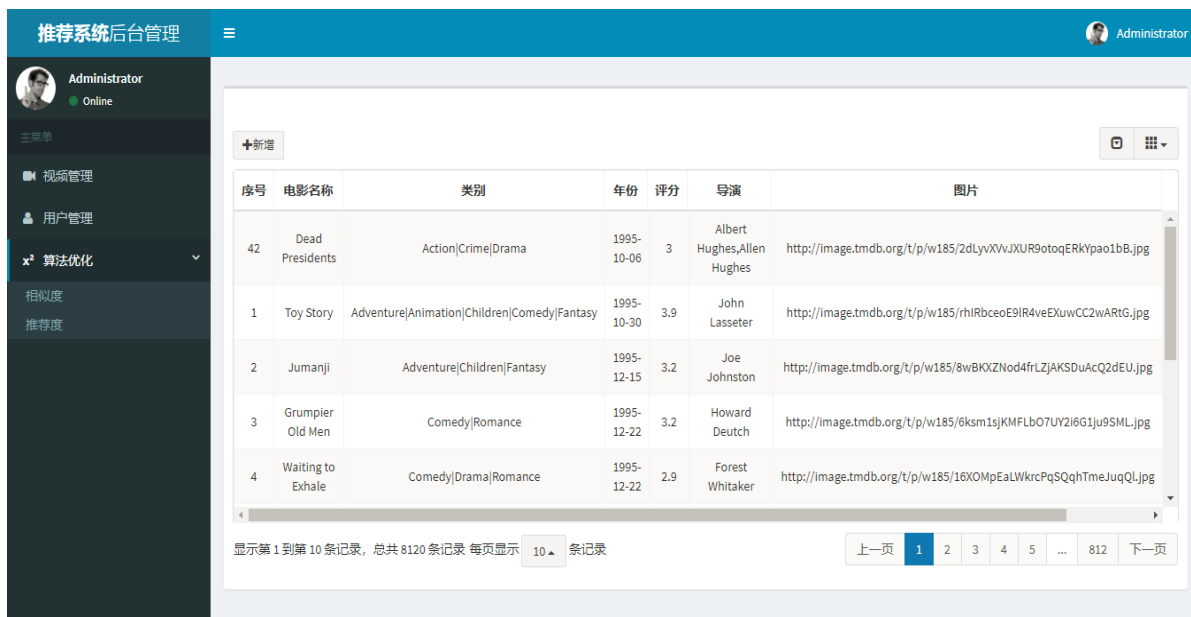 推荐系统后台管理
Administrator
Administrator
Online
主菜单
视频管理
用户管理
x² 算法优化
相似度
推荐度
+新增
序号 电影名称 类别 年份 评分 导演 图片
42 Dead Presidents Action|Crime|Drama 1995-10-06 3 Albert Hughes,Allen Hughes http://image.tmdb.org/t/p/w185/2dLyvXVvJXUR9otoqERkYpao1bB.jpg
1 Toy Story Adventure|Animation|Children|Comedy|Fantasy 1995-10-30 3.9 John Lasseter http://image.tmdb.org/t/p/w185/rhIRbceoE9lR4veEXuwCC2wARtG.jpg
2 Jumanji Adventure|Children|Fantasy 1995-12-15 3.2 Joe Johnston http://image.tmdb.org/t/p/w185/8wBKXZNod4frLZjAKSDuAcQ2dEU.jpg
3 Grumpier Old Men Comedy|Romance 1995-12-22 3.2 Howard Deutch http://image.tmdb.org/t/p/w185/6ksm1sjKMFLbO7UY2i6G1ju9SML.jpg
4 Waiting to Exhale Comedy|Drama|Romance 1995-12-22 2.9 Forest Whitaker http://image.tmdb.org/t/p/w185/16XOMpEaLWkrcPqSQqhTmeJuqQl.jpg
显示第 1 到第 10 条记录，总共 8120 条记录 每页显示 10 条记录
上一页 1 2 3 4 5 ... 812 下一页